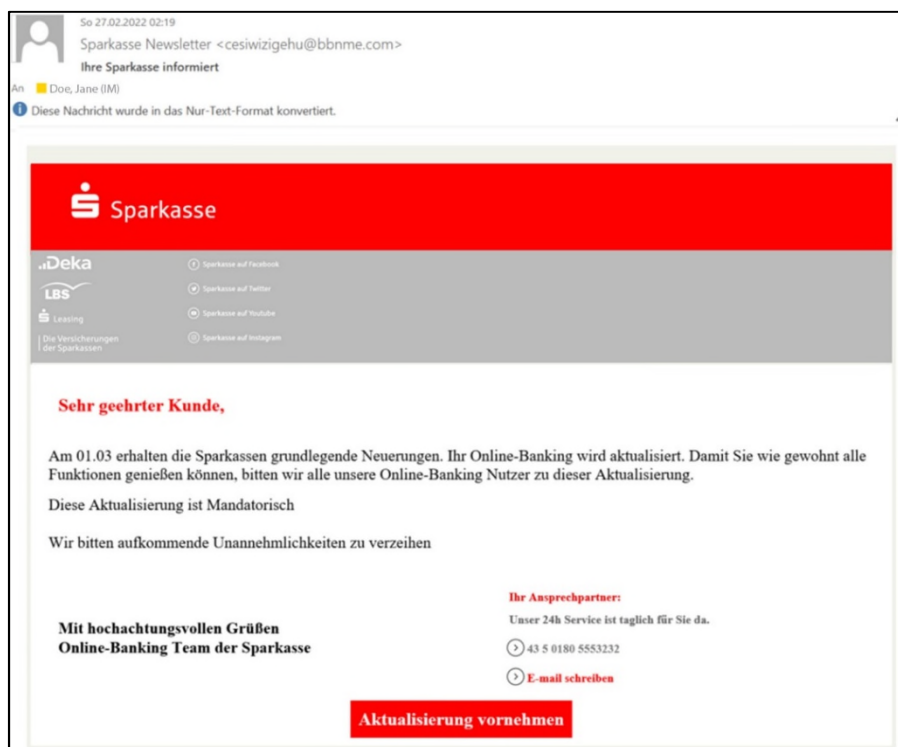 So 27.02.2022 02:19
Sparkasse Newsletter <cesiwizigehu@bbnme.com>
Ihre Sparkasse informiert
An Doe, Jane (IM)
Diese Nachricht wurde in das Nur-Text-Format konvertiert.
Sparkasse
Deka
LBS
Leasing
Die Versicherungen
der Sparkassen
Sparkasse auf Facebook
Sparkasse auf Twitter
Sparkasse auf Youtube
Sparkasse auf Instagram
Sehr geehrter Kunde,
Am 01.03 erhalten die Sparkassen grundlegende Neuerungen. Ihr Online-Banking wird aktualisiert. Damit Sie wie gewohnt alle
Funktionen genießen können, bitten wir alle unsere Online-Banking Nutzer zu dieser Aktualisierung.
Diese Aktualisierung ist Mandatorisch
Wir bitten aufkommende Unannehmlichkeiten zu verzeihen
Mit hochachtungsvollen Grüßen
Online-Banking Team der Sparkasse
Ihr Ansprechpartner:
Unser 24h Service ist taglich für Sie da.
43 5 0180 5553232
E-mail schreiben
Aktualisierung vornehmen